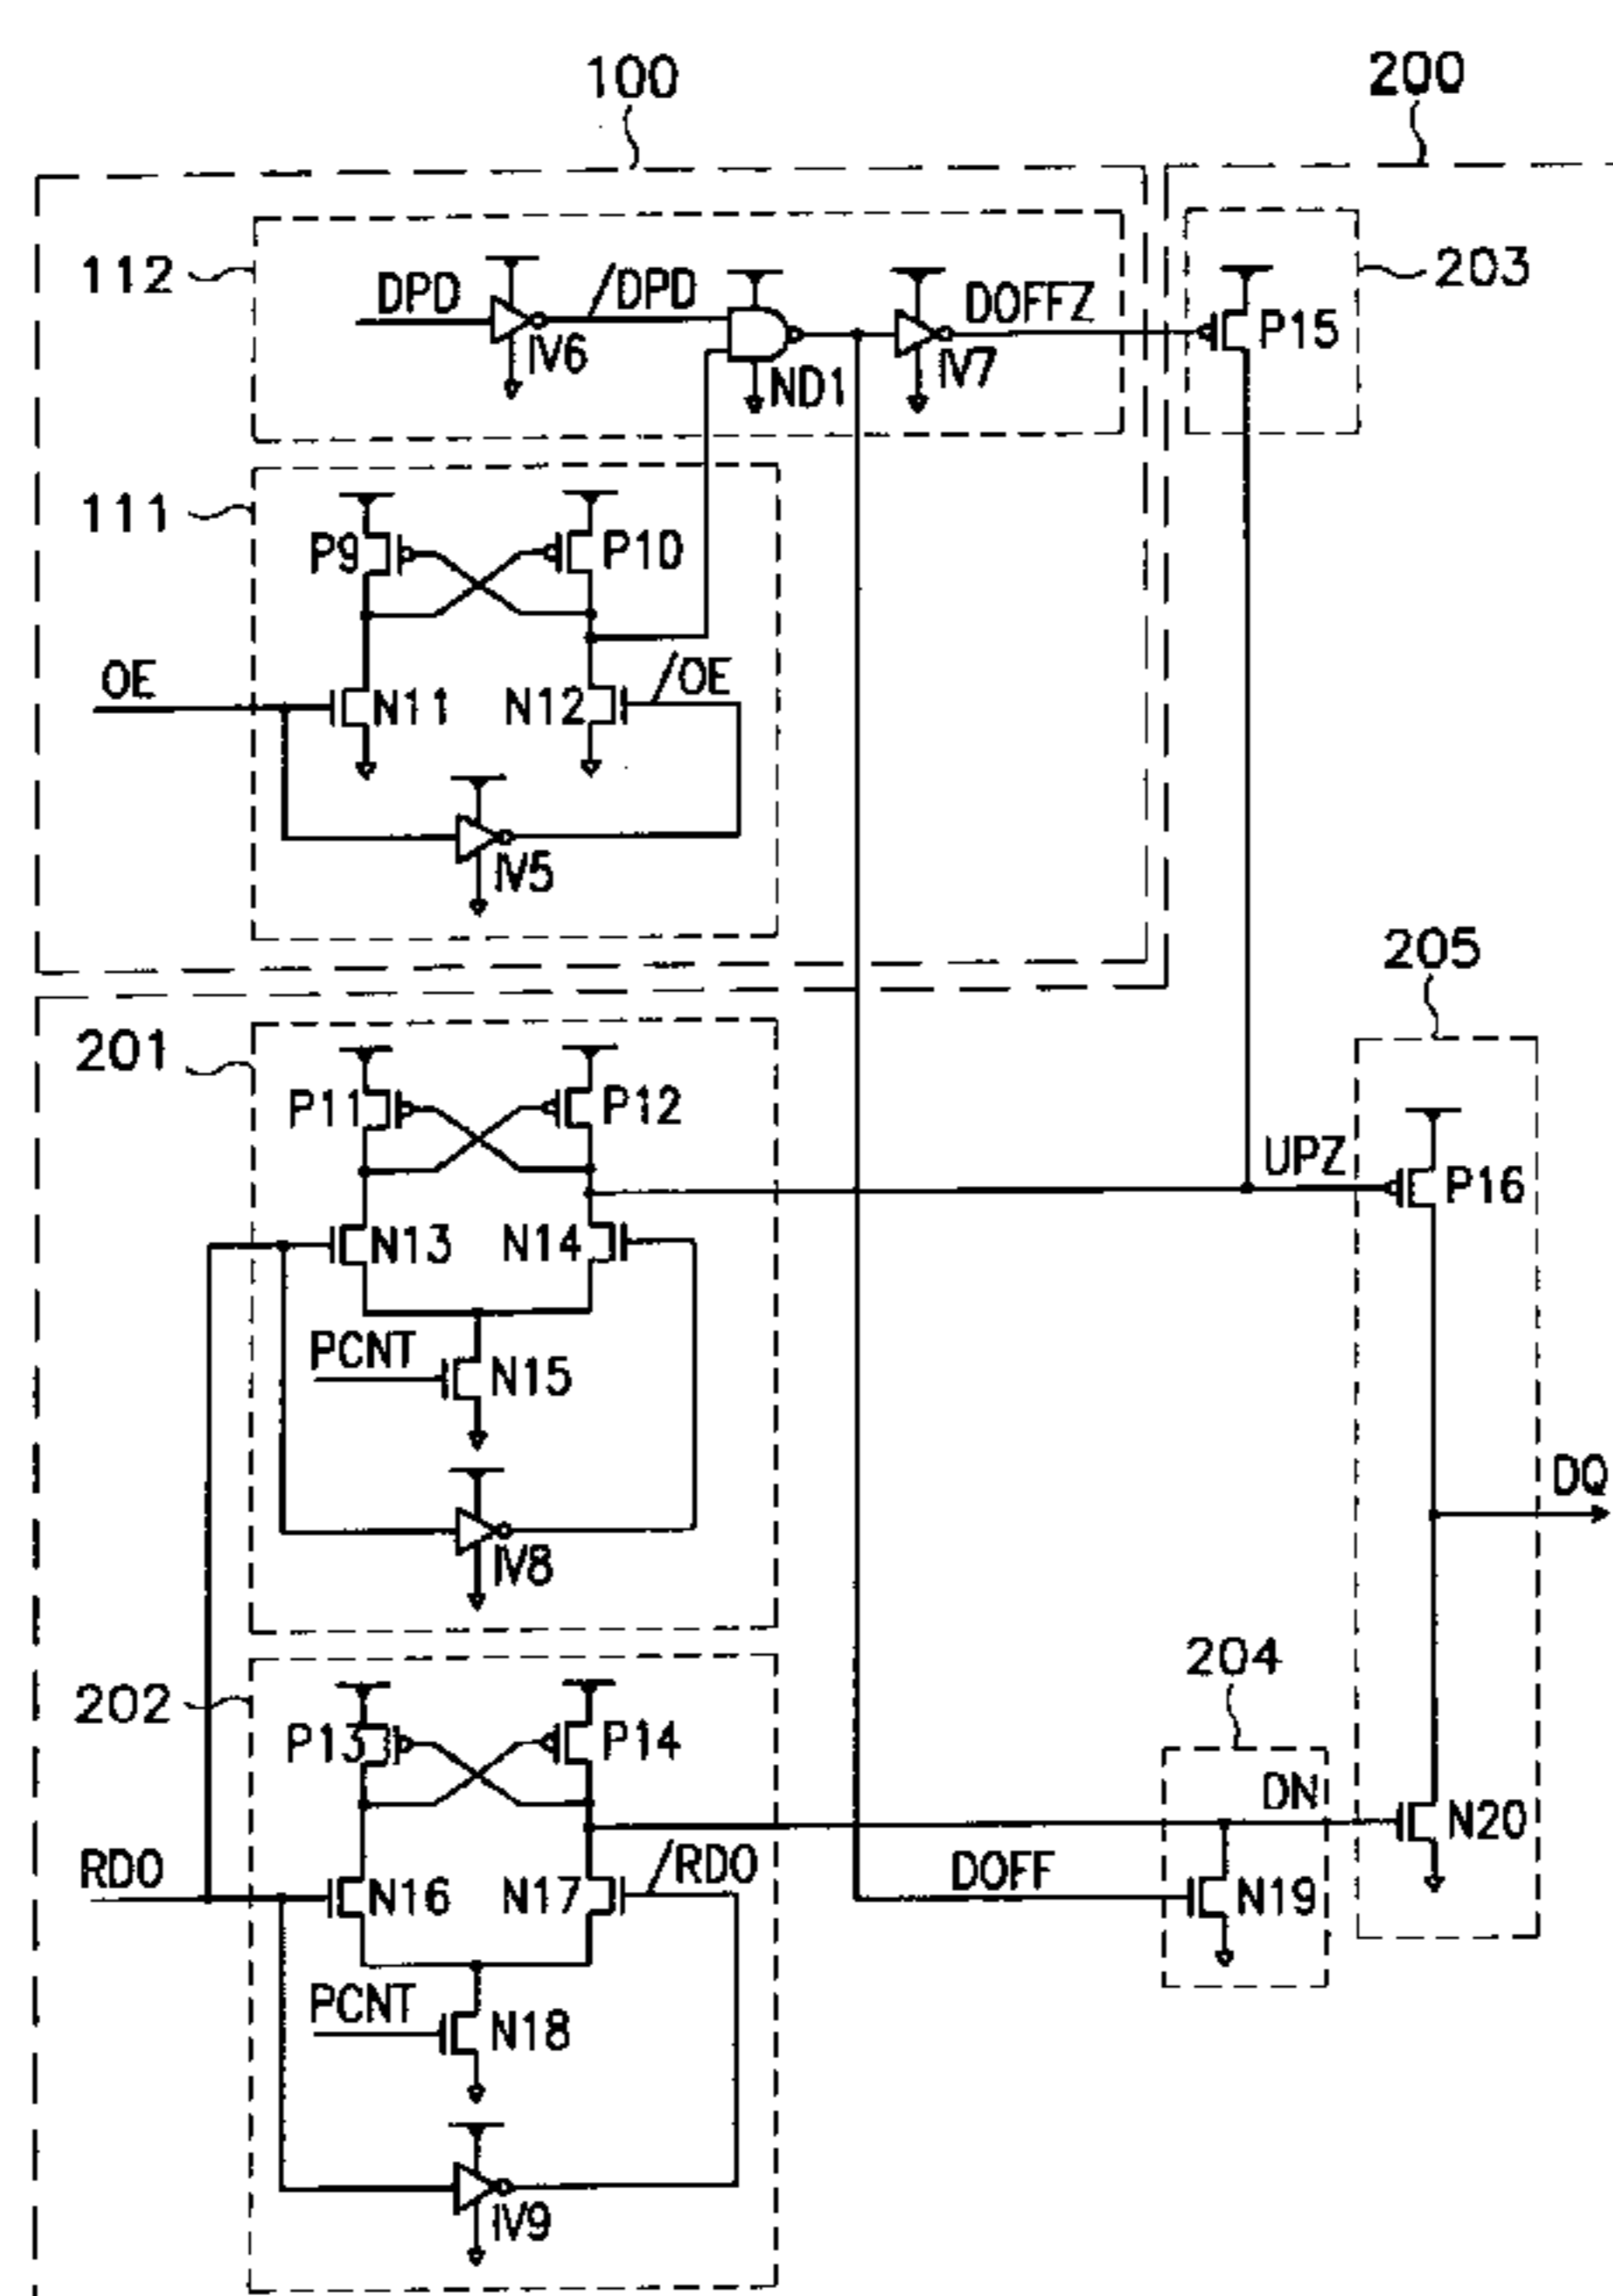 100
200
112
DPD
/DPD
DOFFZ
203
IV6
ND1
IV7
P15
111
P9
P10
OE
N11
N12
/OE
IV5
205
201
P11
P12
UPZ
P16
N13
N14
PCNT
N15
DQ
IV8
202
204
P13
P14
DN
RDO
N16
N17
/RDO
DOFF
N19
N20
PCNT
N18
IV9